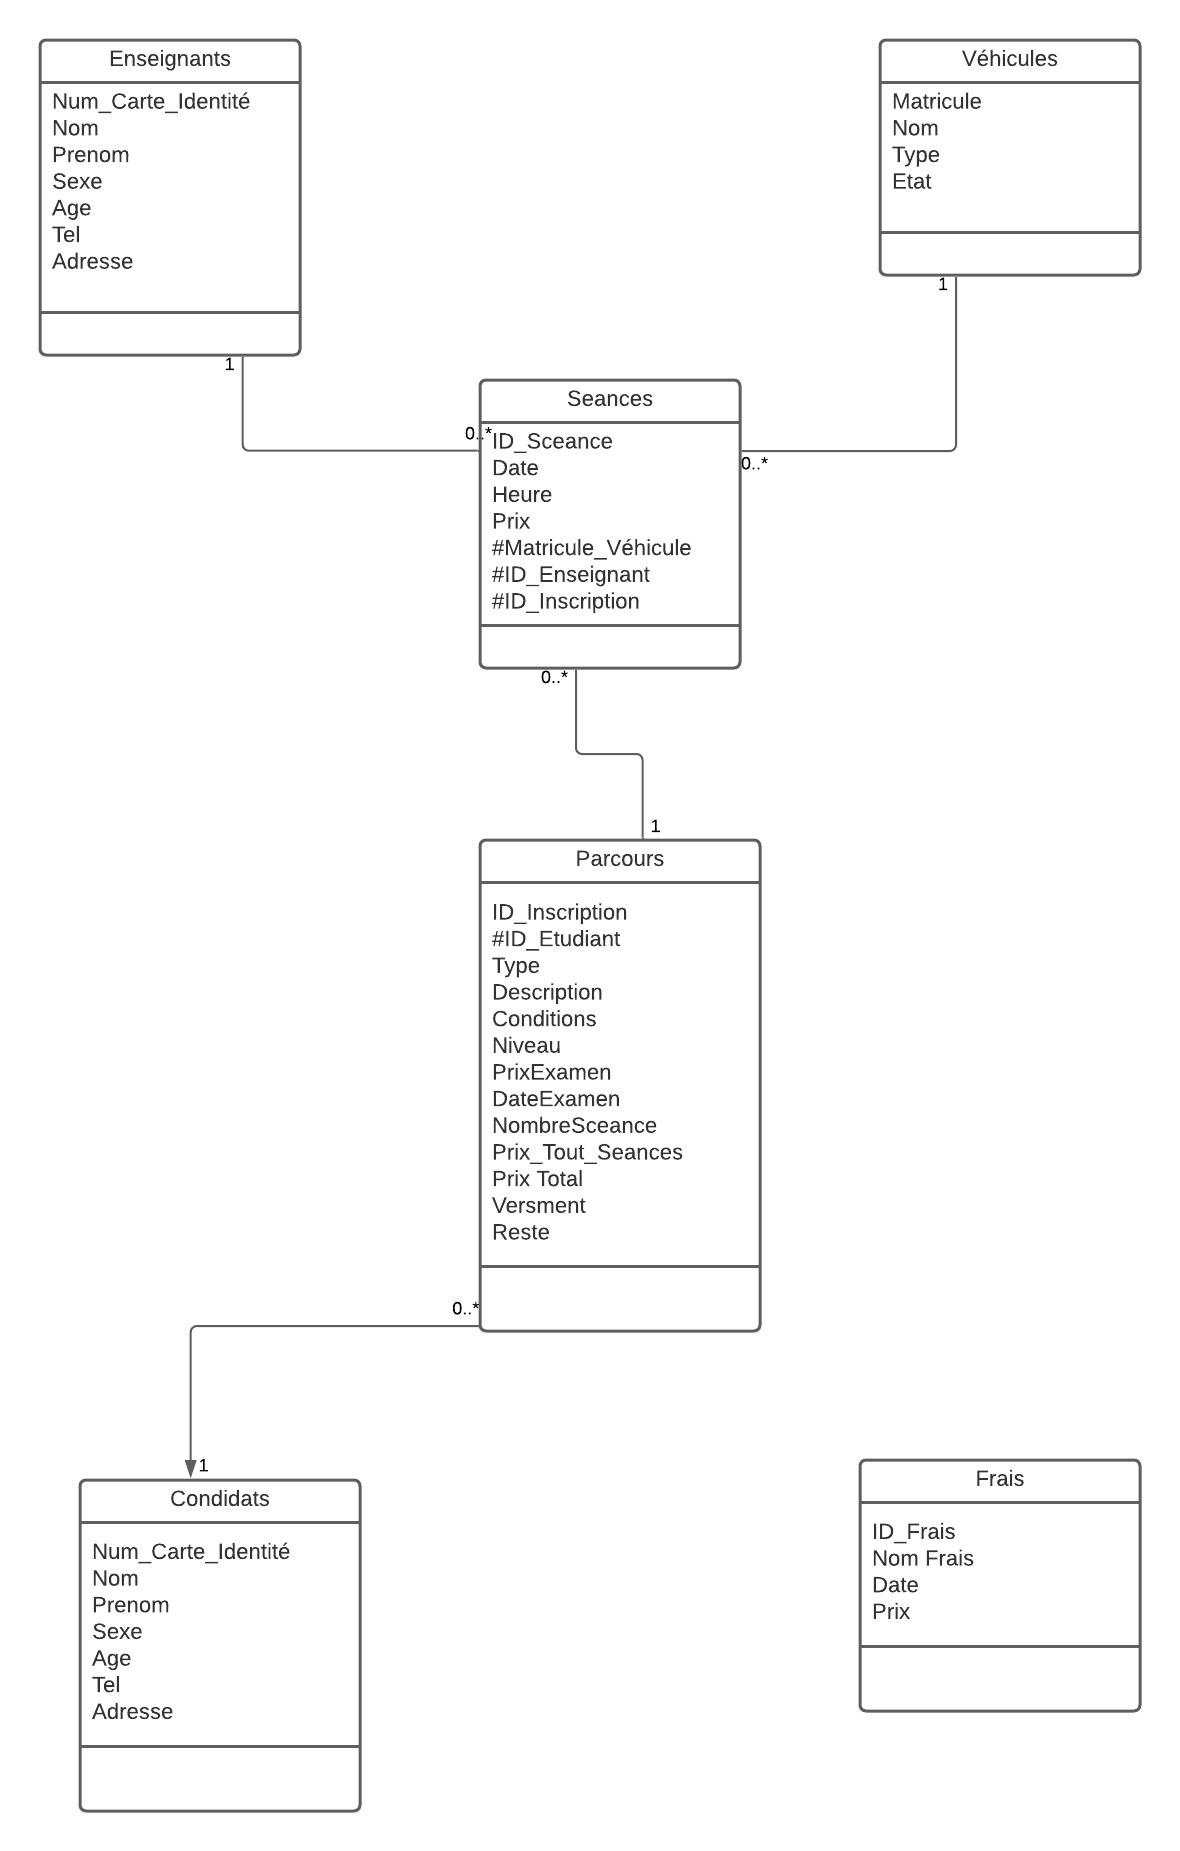 Enseignants
Num_Carte_Identité
Nom
Prenom
Sexe
Age
Tel
Adresse
1
Véhicules
Matricule
Nom
Type
Etat
1
Seances
0..*
ID_Sceance
Date
Heure
Prix
#Matricule_Véhicule
#ID_Enseignant
#ID_Inscription
0..*
0..*
1
Parcours
ID_Inscription
#ID_Etudiant
Type
Description
Conditions
Niveau
PrixExamen
DateExamen
NombreSceance
Prix_Tout_Seances
Prix Total
Versment
Reste
0..*
1
Condidats
Num_Carte_Identité
Nom
Prenom
Sexe
Age
Tel
Adresse
Frais
ID_Frais
Nom Frais
Date
Prix